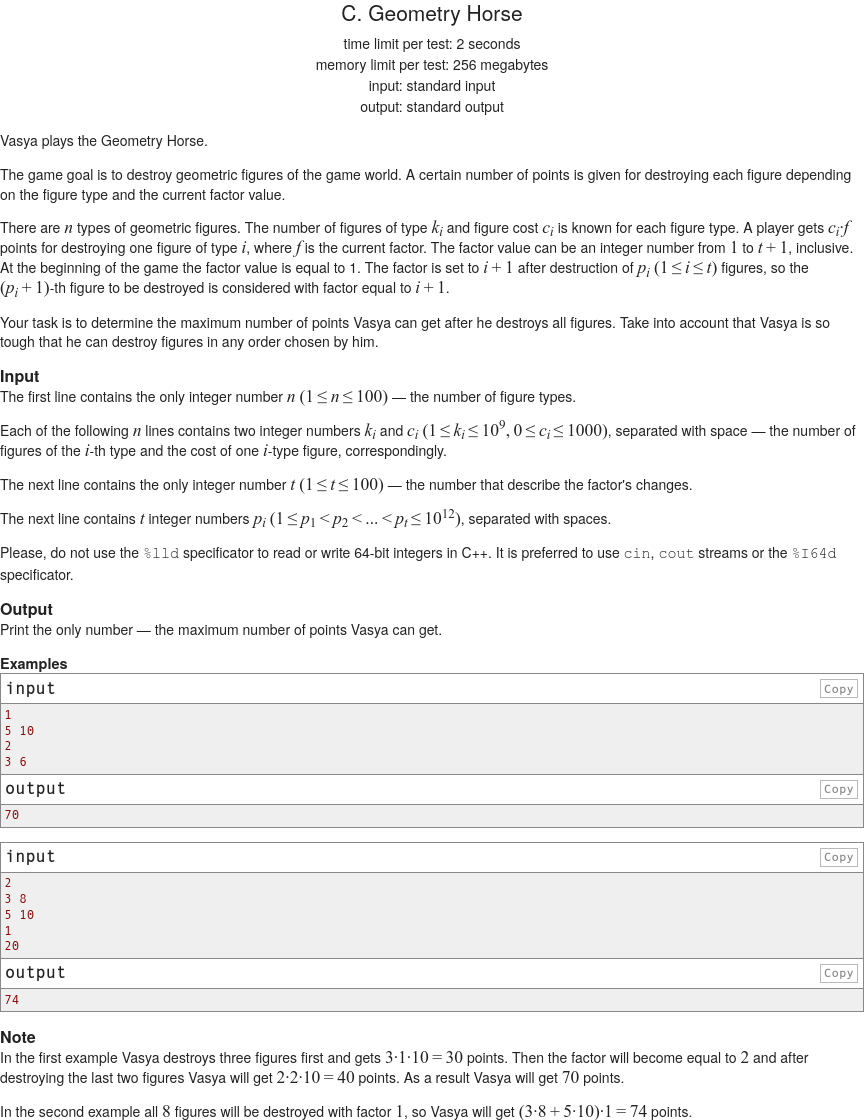 C. Geometry Horse
time limit per test: 2 seconds
memory limit per test: 256 megabytes
input: standard input
output: standard output
Vasya plays the Geometry Horse.
The game goal is to destroy geometric figures of the game world. A certain number of points is given for destroying each figure depending
on the figure type and the current factor value.
There are n types of geometric figures. The number of figures of type k_i and figure cost c_i is known for each figure type. A player gets c_i·f
points for destroying one figure of type i, where f is the current factor. The factor value can be an integer number from 1 to t + 1, inclusive.
At the beginning of the game the factor value is equal to 1. The factor is set to i + 1 after destruction of p_i (1 ≤ i ≤ t) figures, so the
(p_i + 1)-th figure to be destroyed is considered with factor equal to i + 1.
Your task is to determine the maximum number of points Vasya can get after he destroys all figures. Take into account that Vasya is so
tough that he can destroy figures in any order chosen by him.
Input
The first line contains the only integer number n (1 ≤ n ≤ 100) — the number of figure types.
Each of the following n lines contains two integer numbers k_i and c_i (1 ≤ k_i ≤ 10^9, 0 ≤ c_i ≤ 1000), separated with space — the number of
figures of the i-th type and the cost of one i-type figure, correspondingly.
The next line contains the only integer number t (1 ≤ t ≤ 100) — the number that describe the factor's changes.
The next line contains t integer numbers p_i (1 ≤ p_1 < p_2 < ... < p_t ≤ 10^12), separated with spaces.
Please, do not use the %lld specificator to read or write 64-bit integers in C++. It is preferred to use cin, cout streams or the %I64d
specificator.
Output
Print the only number — the maximum number of points Vasya can get.
Examples
input Copy
1
5 10
2
3 6
output Copy
70
input Copy
2
3 8
5 10
1
20
output Copy
74
Note
In the first example Vasya destroys three figures first and gets 3·1·10 = 30 points. Then the factor will become equal to 2 and after
destroying the last two figures Vasya will get 2·2·10 = 40 points. As a result Vasya will get 70 points.
In the second example all 8 figures will be destroyed with factor 1, so Vasya will get (3·8 + 5·10)·1 = 74 points.